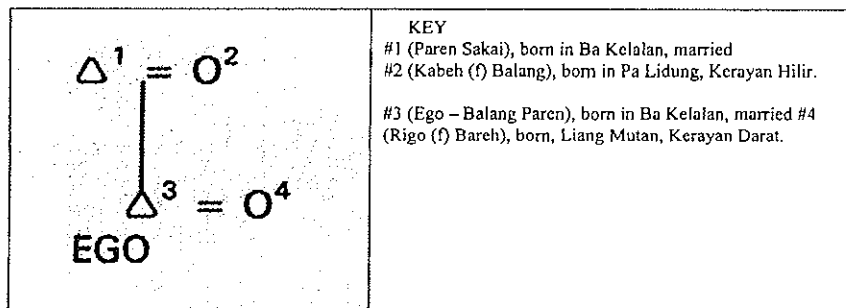 Δ¹ = O²
Δ³ = O⁴
EGO
KEY
#1 (Paren Sakai), born in Ba Kelalan, married
#2 (Kabeh (f) Balang), born in Pa Lidung, Kerayan Hilir.
#3 (Ego – Balang Paren), born in Ba Kelalan, married #4
(Rigo (f) Bareh), born, Liang Mutan, Kerayan Darat.